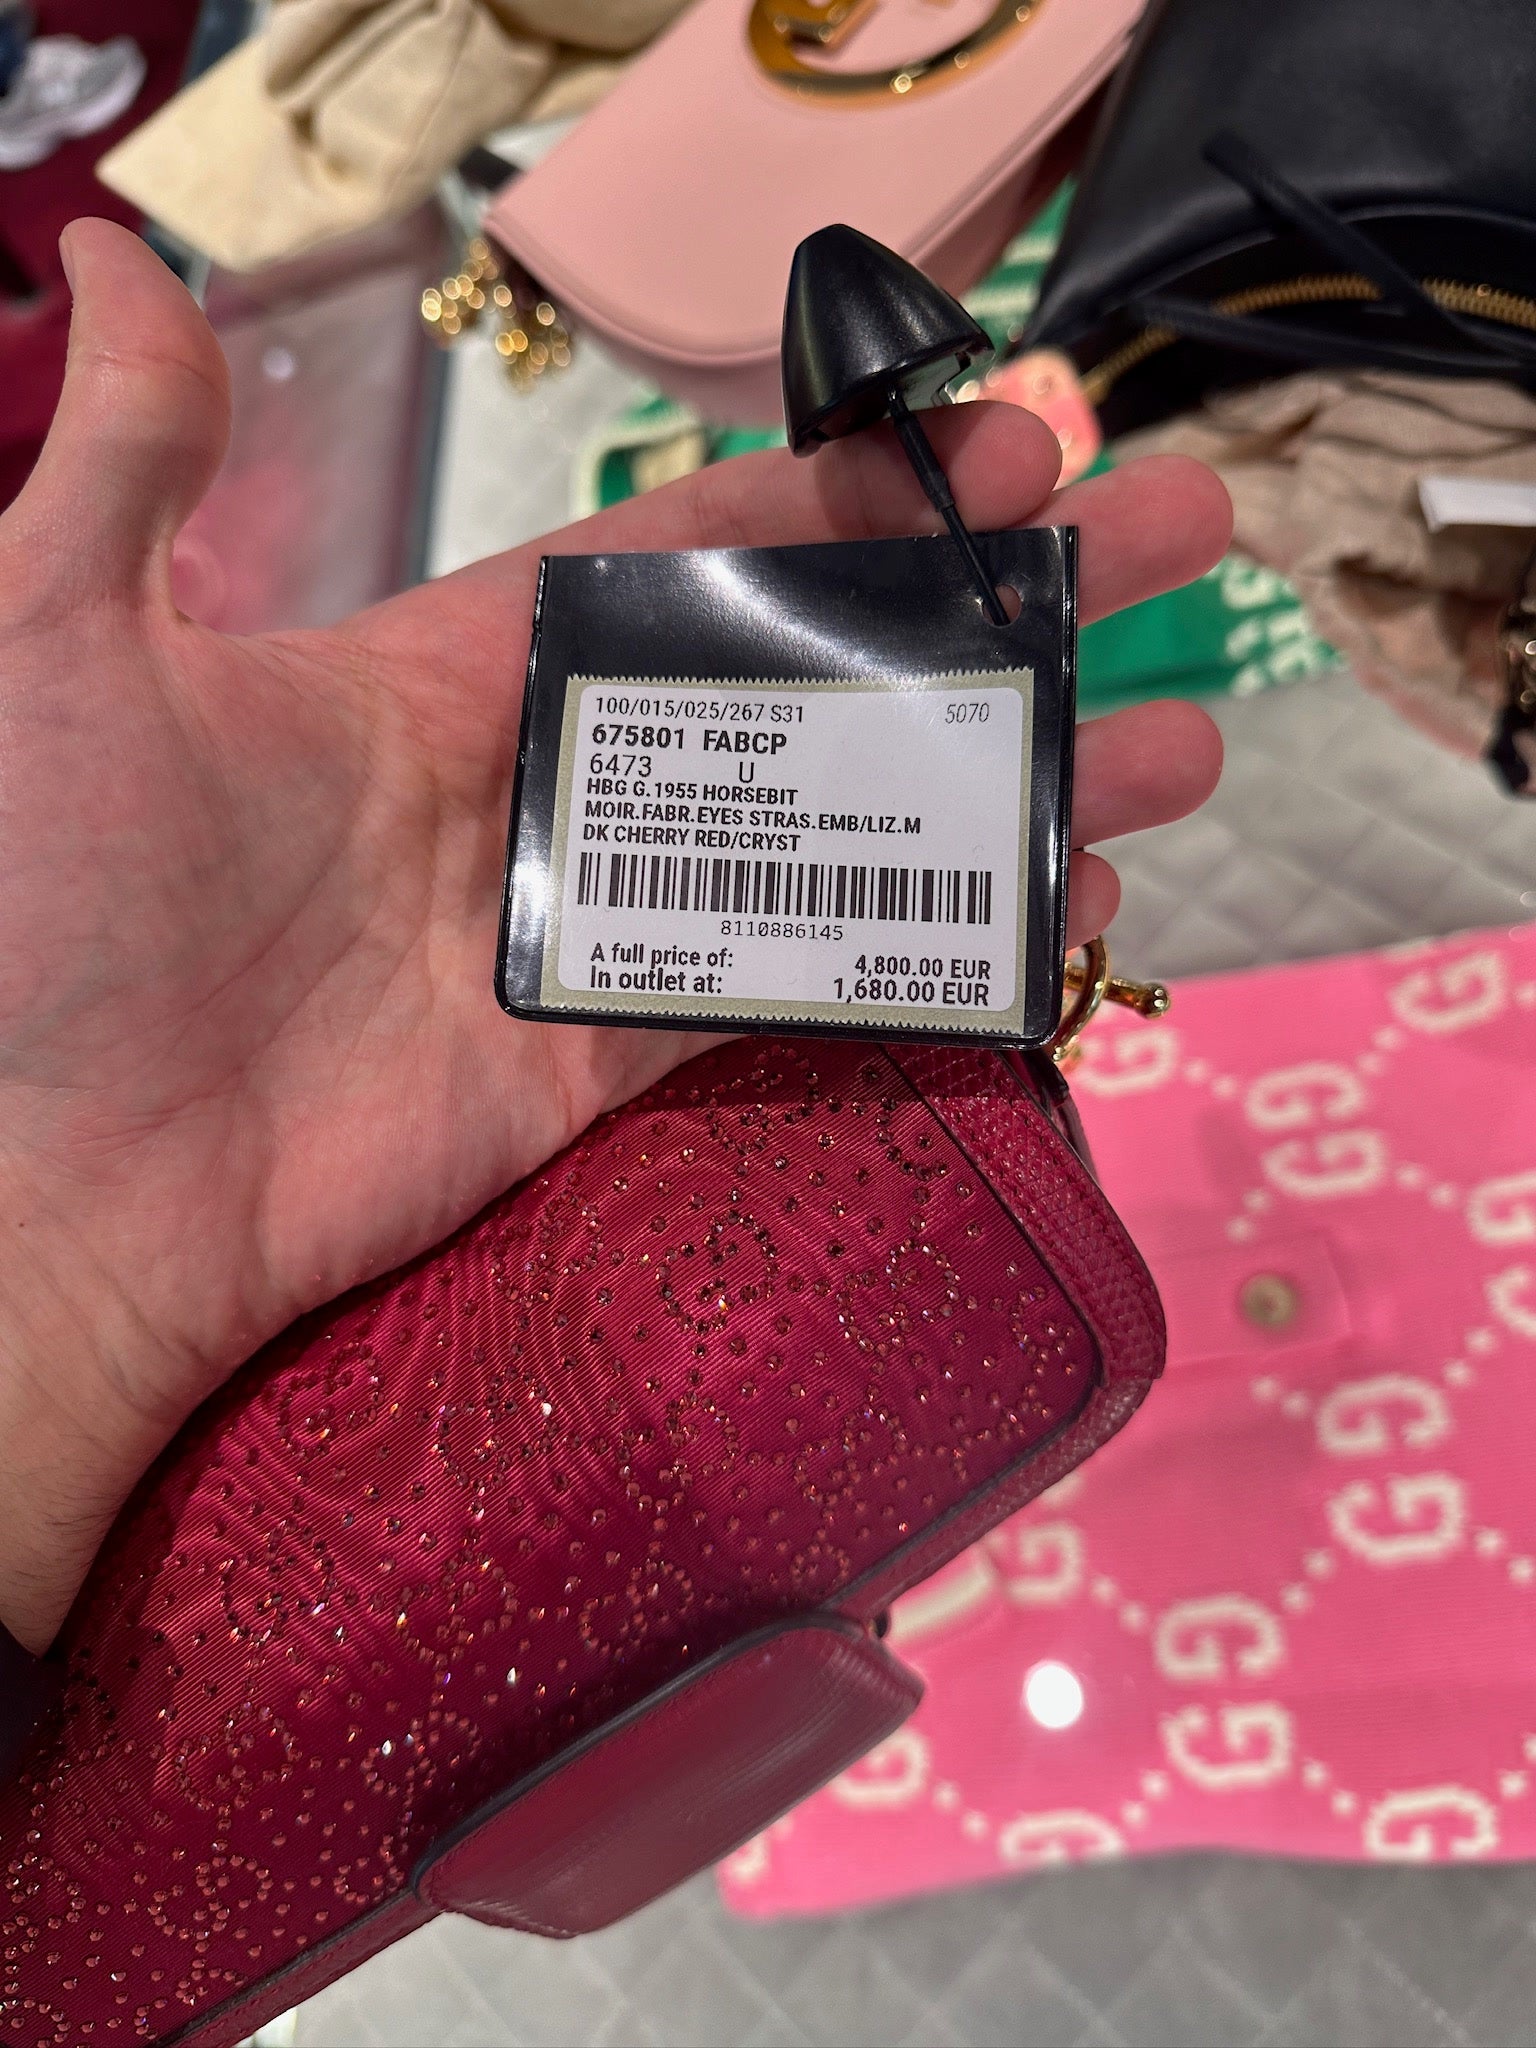 100/015/025/267 S31 5070
675801 FABCP
6473 U
HBG G.1955 HORSEBIT
MOIR.FABR.EYES STRAS.EMB/LIZ.M
DK CHERRY RED/CRYST
8110886145
A full price of: 4,800.00 EUR
In outlet at: 1,680.00 EUR